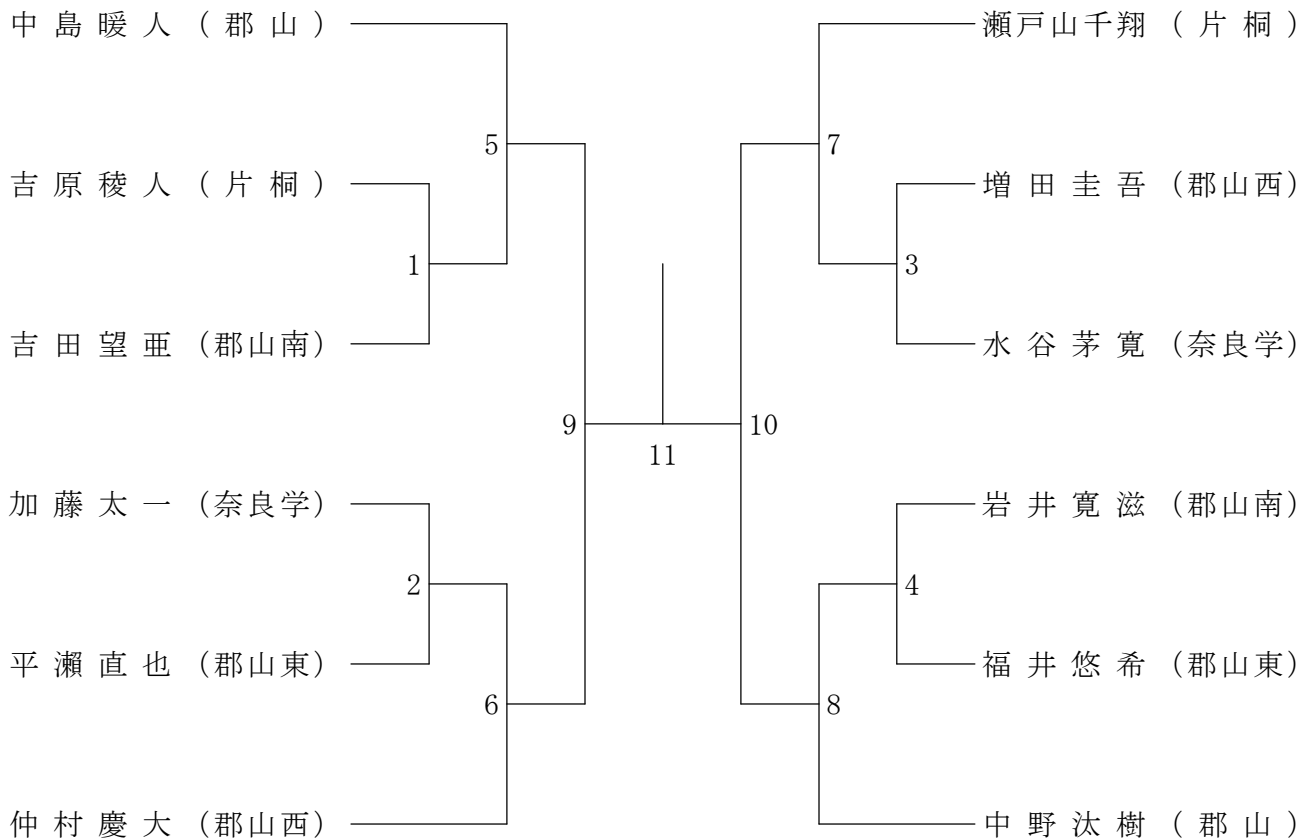 中島暖人（郡山）
吉原稜人（片桐）
吉田望亜（郡山南）
加藤太一（奈良学）
平瀬直也（郡山東）
仲村慶大（郡山西）
5
1
2
6
9
11
10
7
3
4
8
瀬戸山千翔（片桐）
増田圭吾（郡山西）
水谷茅寛（奈良学）
岩井寛滋（郡山南）
福井悠希（郡山東）
中野汰樹（郡山）